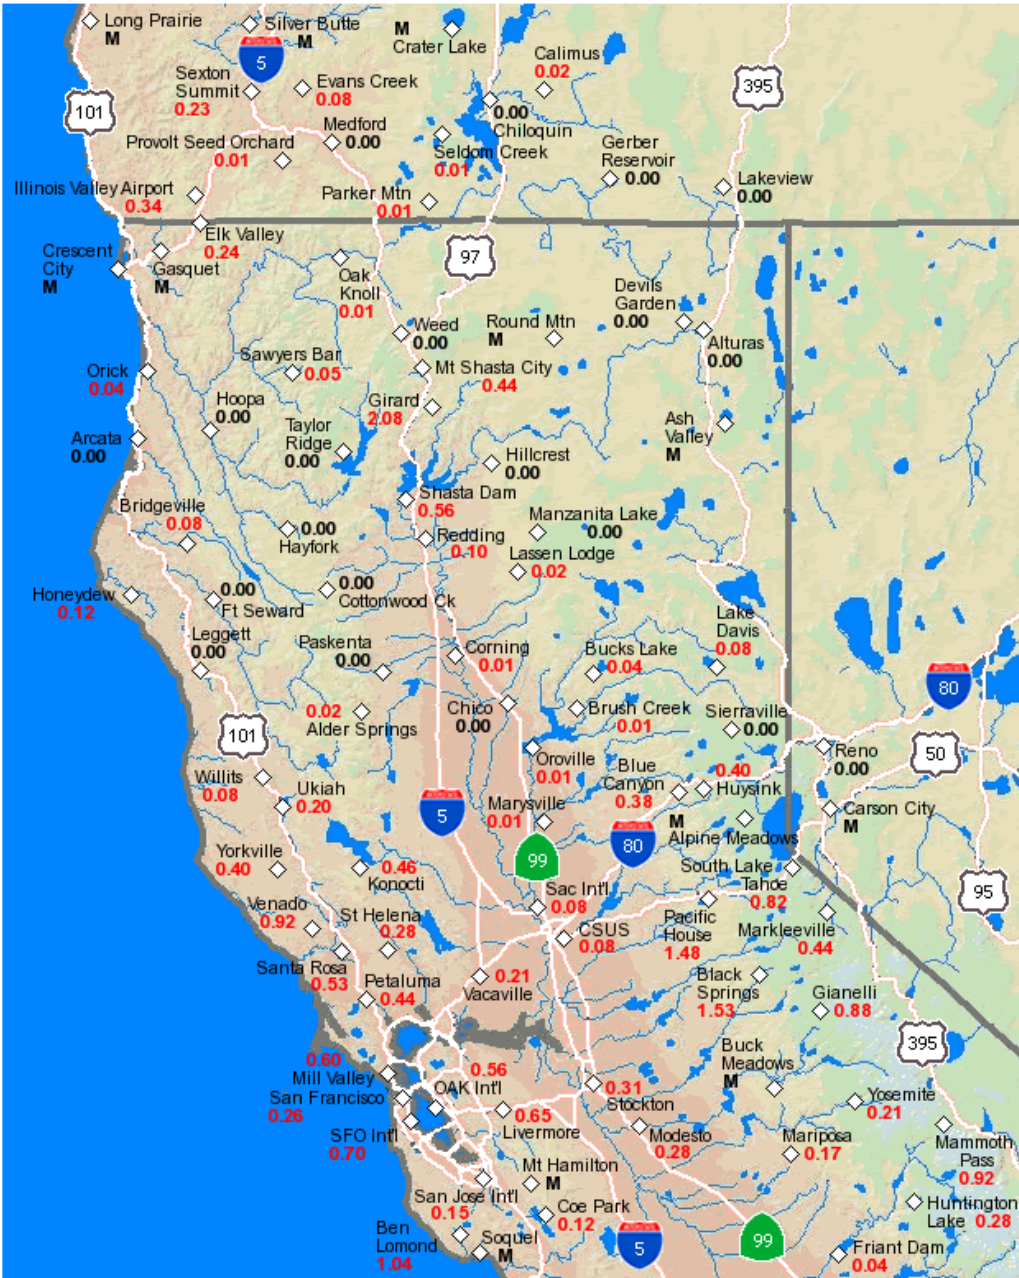 Long Prairie
M
Silver Butte
M
M
Crater Lake
5
Calimus
0.02
395
Sexton
Summit
0.23
Evans Creek
0.08
101
0.00
Chiloquin
Medford
0.00
Provolt Seed Orchard
0.01
Seldom Creek
0.01
Gerber
Reservoir
0.00
Lakeview
0.00
Illinois Valley Airport
0.34
Parker Mtn
0.01
Elk Valley
0.24
Crescent
City
M
Gasquet
M
97
Oak
Knoll
0.01
Devils
Garden
0.00
Weed
0.00
Round Mtn
M
Alturas
0.00
Orick
0.04
Sawyers Bar
0.05
Mt Shasta City
0.44
Hoopa
0.00
Girard
2.08
Arcata
0.00
Taylor
Ridge
0.00
Ash
Valley
M
Hillcrest
0.00
Shasta Dam
0.56
Bridgeville
0.08
0.00
Hayfork
Redding
0.10
Manzanita Lake
0.00
Lassen Lodge
0.02
Honeydew
0.12
0.00
Ft Seward
0.00
Cottonwood Ck
Lake
Davis
0.08
Leggett
0.00
Paskenta
0.00
Corning
0.01
Bucks Lake
0.04
80
0.02
Alder Springs
Chico
0.00
Brush Creek
0.01
Sierraville
0.00
101
Oroville
0.01
Reno
0.00
50
Willits
0.08
Ukiah
0.20
Blue
Canyon
0.38
0.40
Huysink
5
Marysville
0.01
M
Alpine Meadows
Carson City
M
80
99
Yorkville
0.40
0.46
Konocti
South Lake
Tahoe
0.82
95
Venado
0.92
St Helena
0.28
Sac Int'l
0.08
CSUS
0.08
Pacific
House
1.48
Markleeville
0.44
Santa Rosa
0.53
Petaluma
0.44
0.21
Vacaville
Black
Springs
1.53
Gianelli
0.88
395
0.60
Mill Valley
San Francisco
0.26
0.56
OAK Int'l
Buck
Meadows
M
0.31
Stockton
Yosemite
0.21
SFO Int'l
0.70
0.65
Livermore
Modesto
0.28
Mariposa
0.17
Mammoth
Pass
0.92
Mt Hamilton
M
San Jose Int'l
0.15
Coe Park
0.12
Huntington
Lake 0.28
Ben
Lomond
1.04
Soquel
M
5
99
Friant Dam
0.04